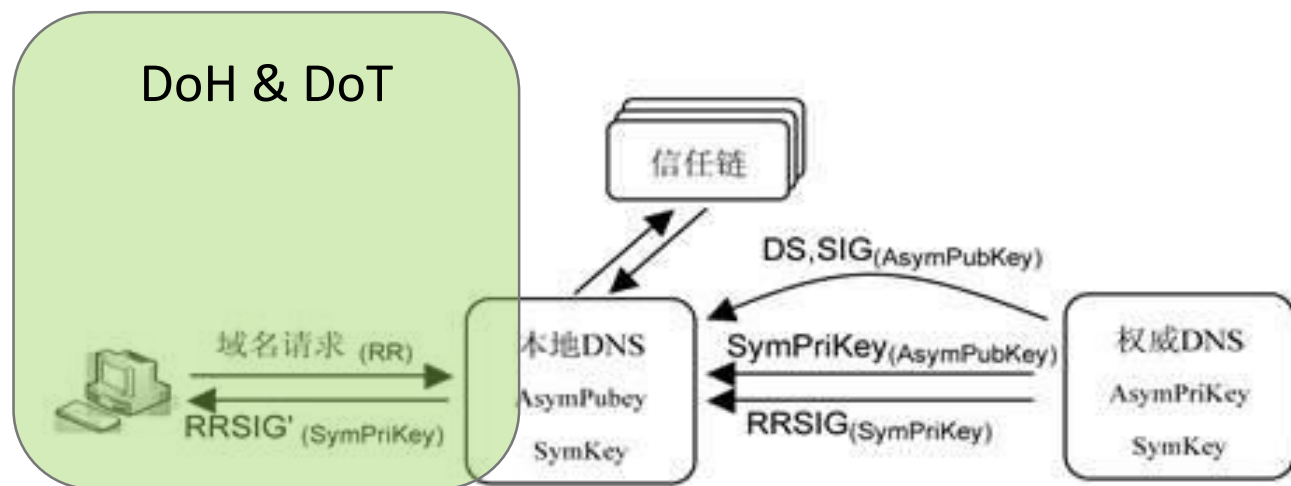 DoH & DoT
信任链
DS,SIG(AsymPubKey)
域名请求 (RR)
RRSIG' (SymPriKey)
本地DNS
AsymPubey
SymKey
SymPriKey(AsymPubKey)
RRSIG(SymPriKey)
权威DNS
AsymPriKey
SymKey